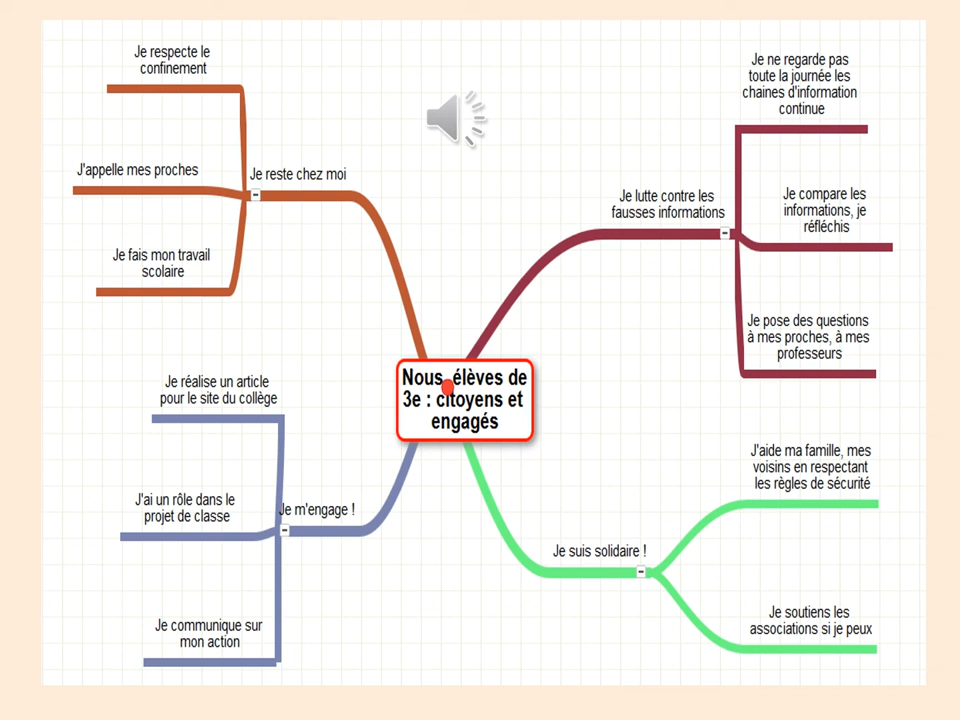 Je respecte le
confinement
J'appelle mes proches
Je reste chez moi
Je fais mon travail
scolaire
Je ne regarde pas
toute la journée les
chaines d'information
continue
Je lutte contre les
fausses informations
Je compare les
informations, je
réfléchis
Je pose des questions
à mes proches, à mes
professeurs
Nous, élèves de
3e : citoyens et
engagés
Je réalise un article
pour le site du collège
J'ai un rôle dans le
projet de classe
Je m'engage !
Je communique sur
mon action
J'aide ma famille, mes
voisins en respectant
les règles de sécurité
Je suis solidaire !
Je soutiens les
associations si je peux